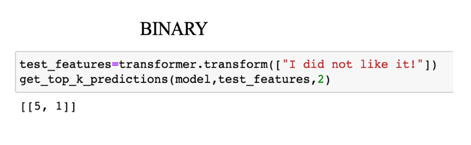 BINARY
test_features=transformer.transform(["I did not like it!"])
get_top_k_predictions(model,test_features,2)
[[5, 1]]